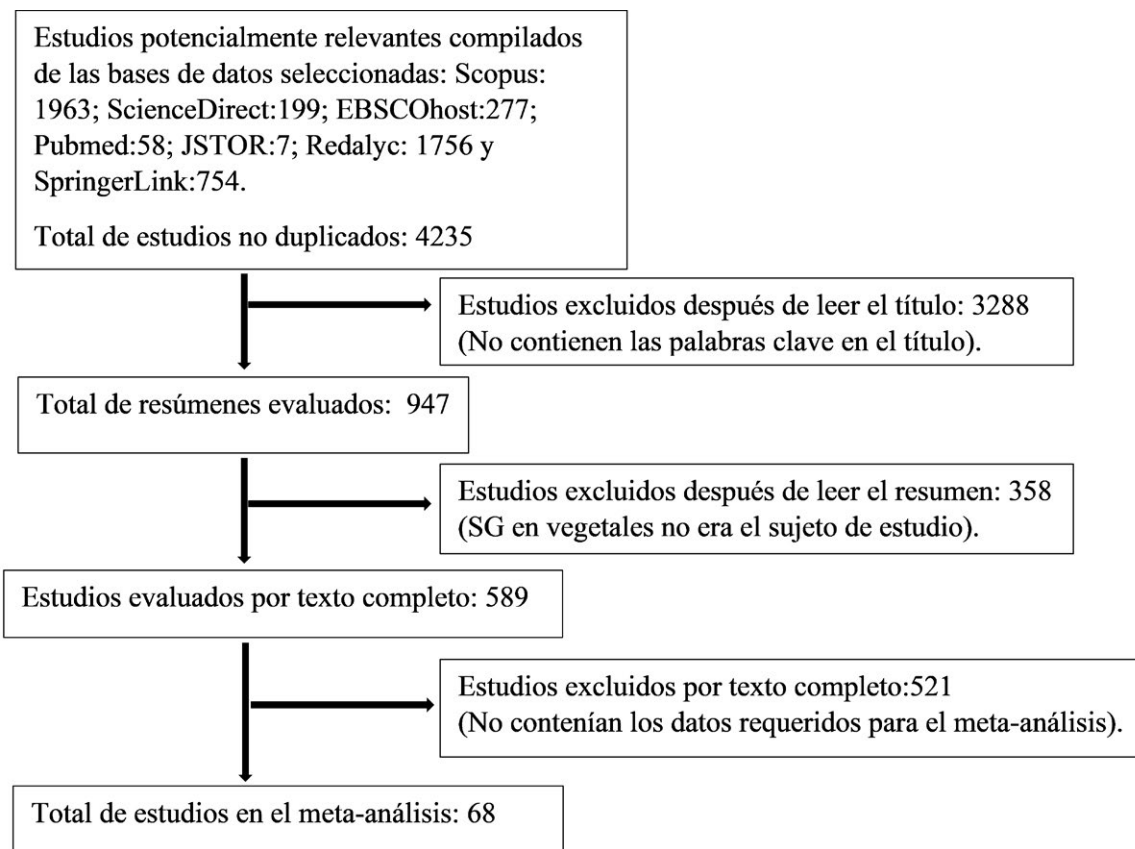 Estudios potencialmente relevantes compilados
de las bases de datos seleccionadas: Scopus:
1963; ScienceDirect:199; EBSCOhost:277;
Pubmed:58; JSTOR:7; Redalyc: 1756 y
SpringerLink:754.
Total de estudios no duplicados: 4235
Estudios excluidos después de leer el título: 3288
(No contienen las palabras clave en el título).
Total de resúmenes evaluados: 947
Estudios excluidos después de leer el resumen: 358
(SG en vegetales no era el sujeto de estudio).
Estudios evaluados por texto completo: 589
Estudios excluidos por texto completo:521
(No contenían los datos requeridos para el meta-análisis).
Total de estudios en el meta-análisis: 68